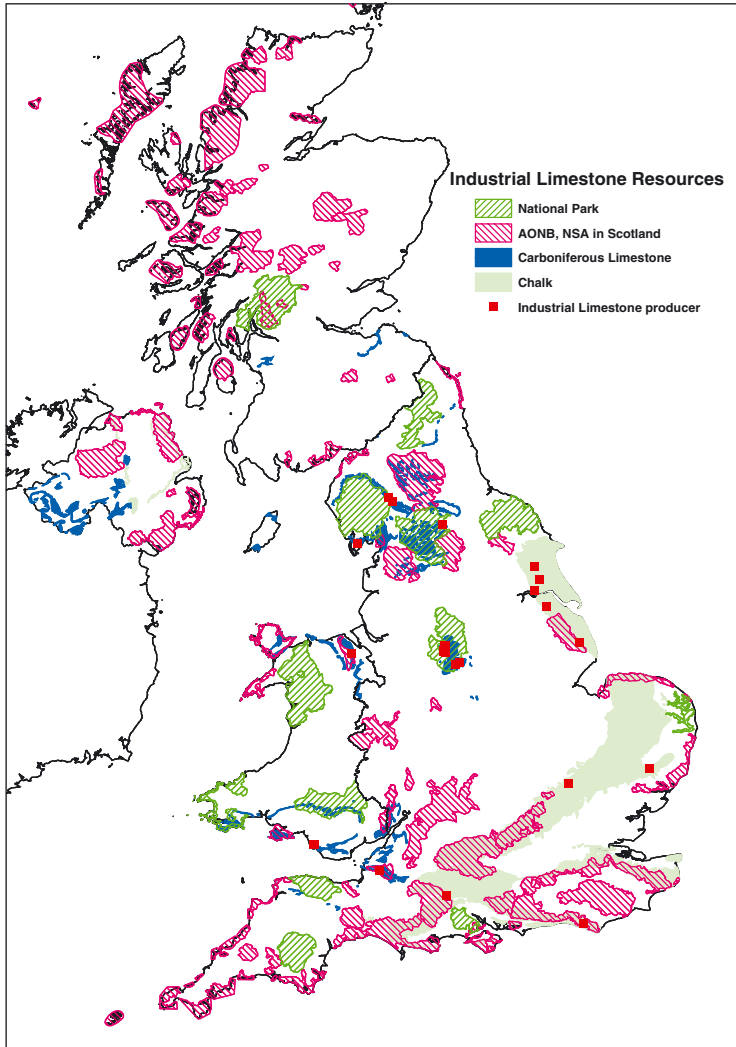 Industrial Limestone Resources
National Park
AONB, NSA in Scotland
Carboniferous Limestone
Chalk
Industrial Limestone producer